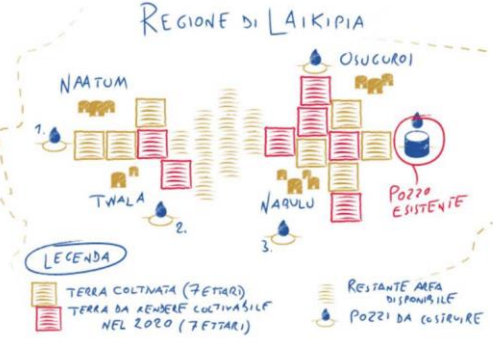 REGIONE DI LAIKIPIA
OSUGUROI
NAATUM
1.
TWALA
2.
NARULU
3.
POZZO
ESISTENTE
LEGENDA
TERRA COLTIVATA (7 ETTARI)
TERRA DA RENDERE COLTIVABILE
NEL 2020 (7 ETTARI)
RESTANTE AREA
DISPONIBILE
POZZI DA COSTRUIRE